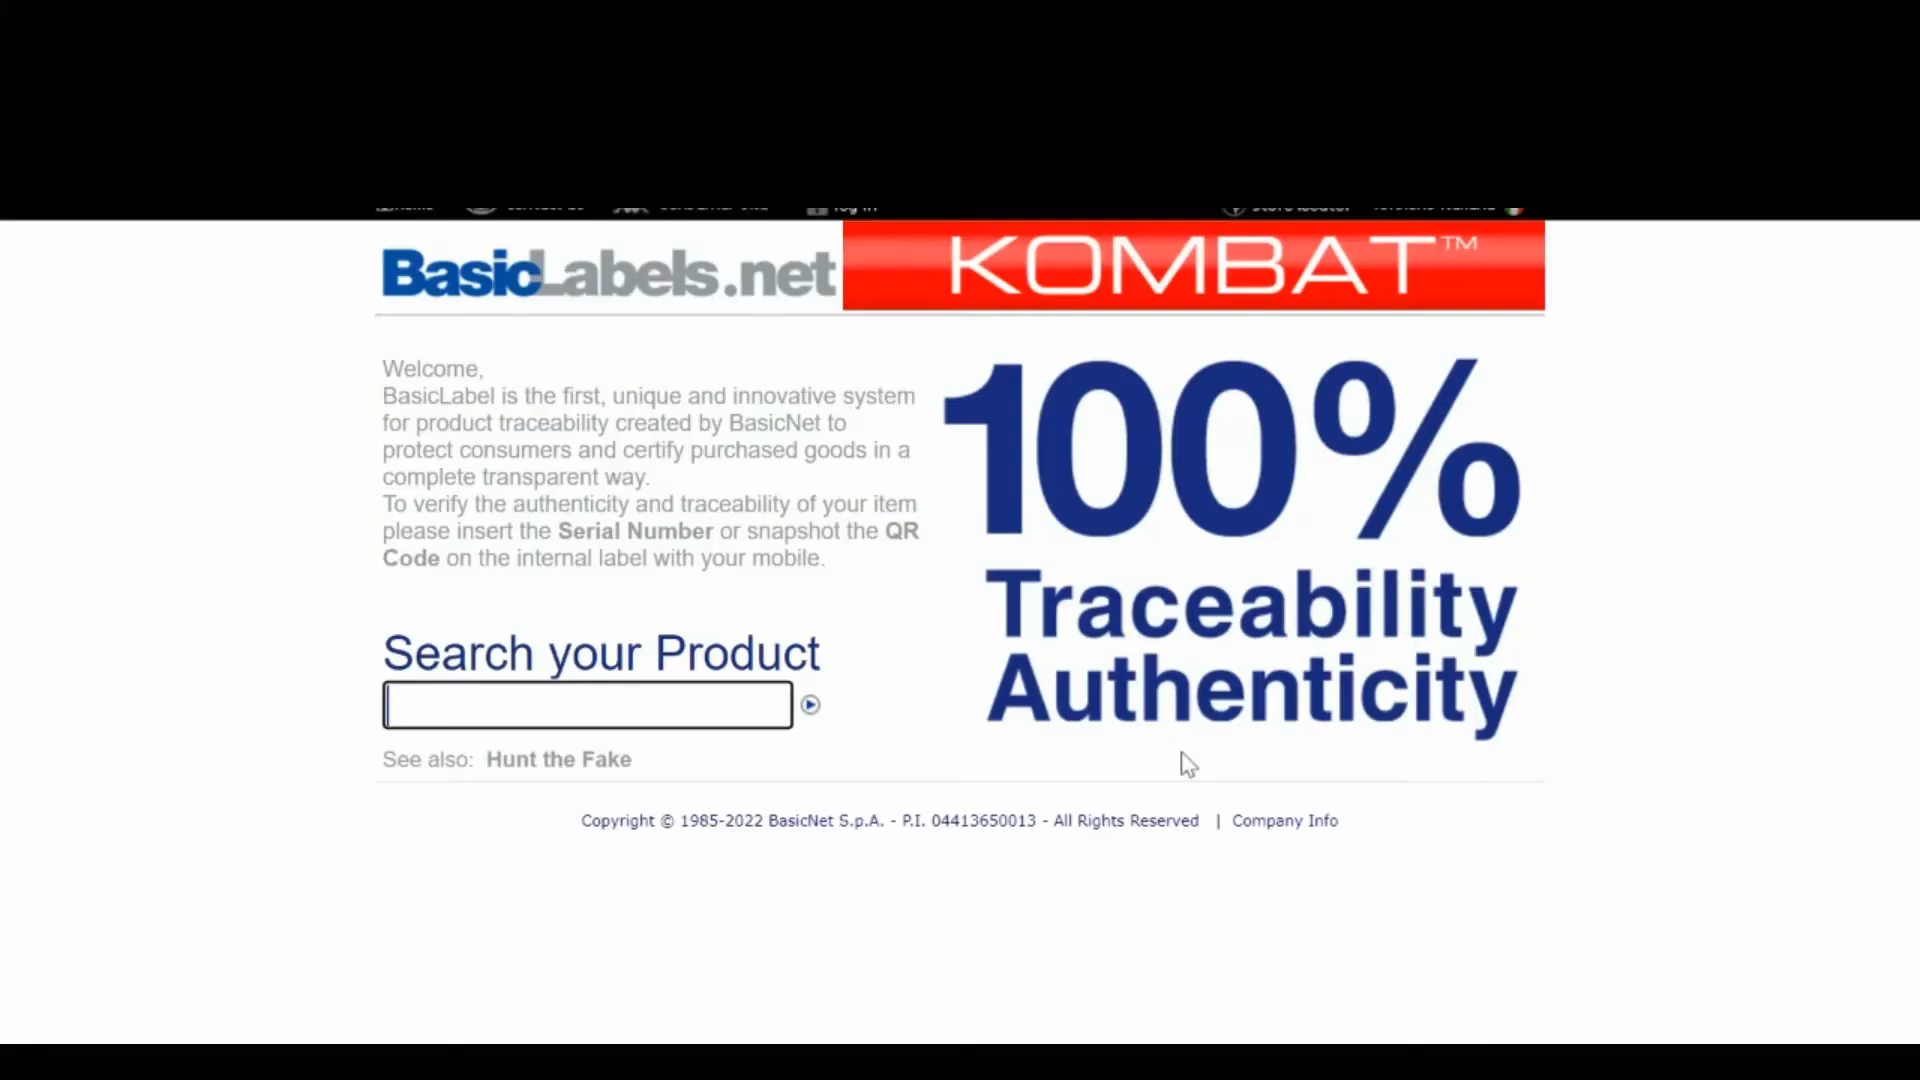 BasicLabels.net
KOMBAT™
Welcome,
BasicLabel is the first, unique and innovative system
for product traceability created by BasicNet to
protect consumers and certify purchased goods in a
complete transparent way.
To verify the authenticity and traceability of your item
please insert the Serial Number or snapshot the QR
Code on the internal label with your mobile.
100%
Traceability
Authenticity
Search your Product
See also: Hunt the Fake
Copyright © 1985-2022 BasicNet S.p.A. - P.I. 04413650013 - All Rights Reserved | Company Info